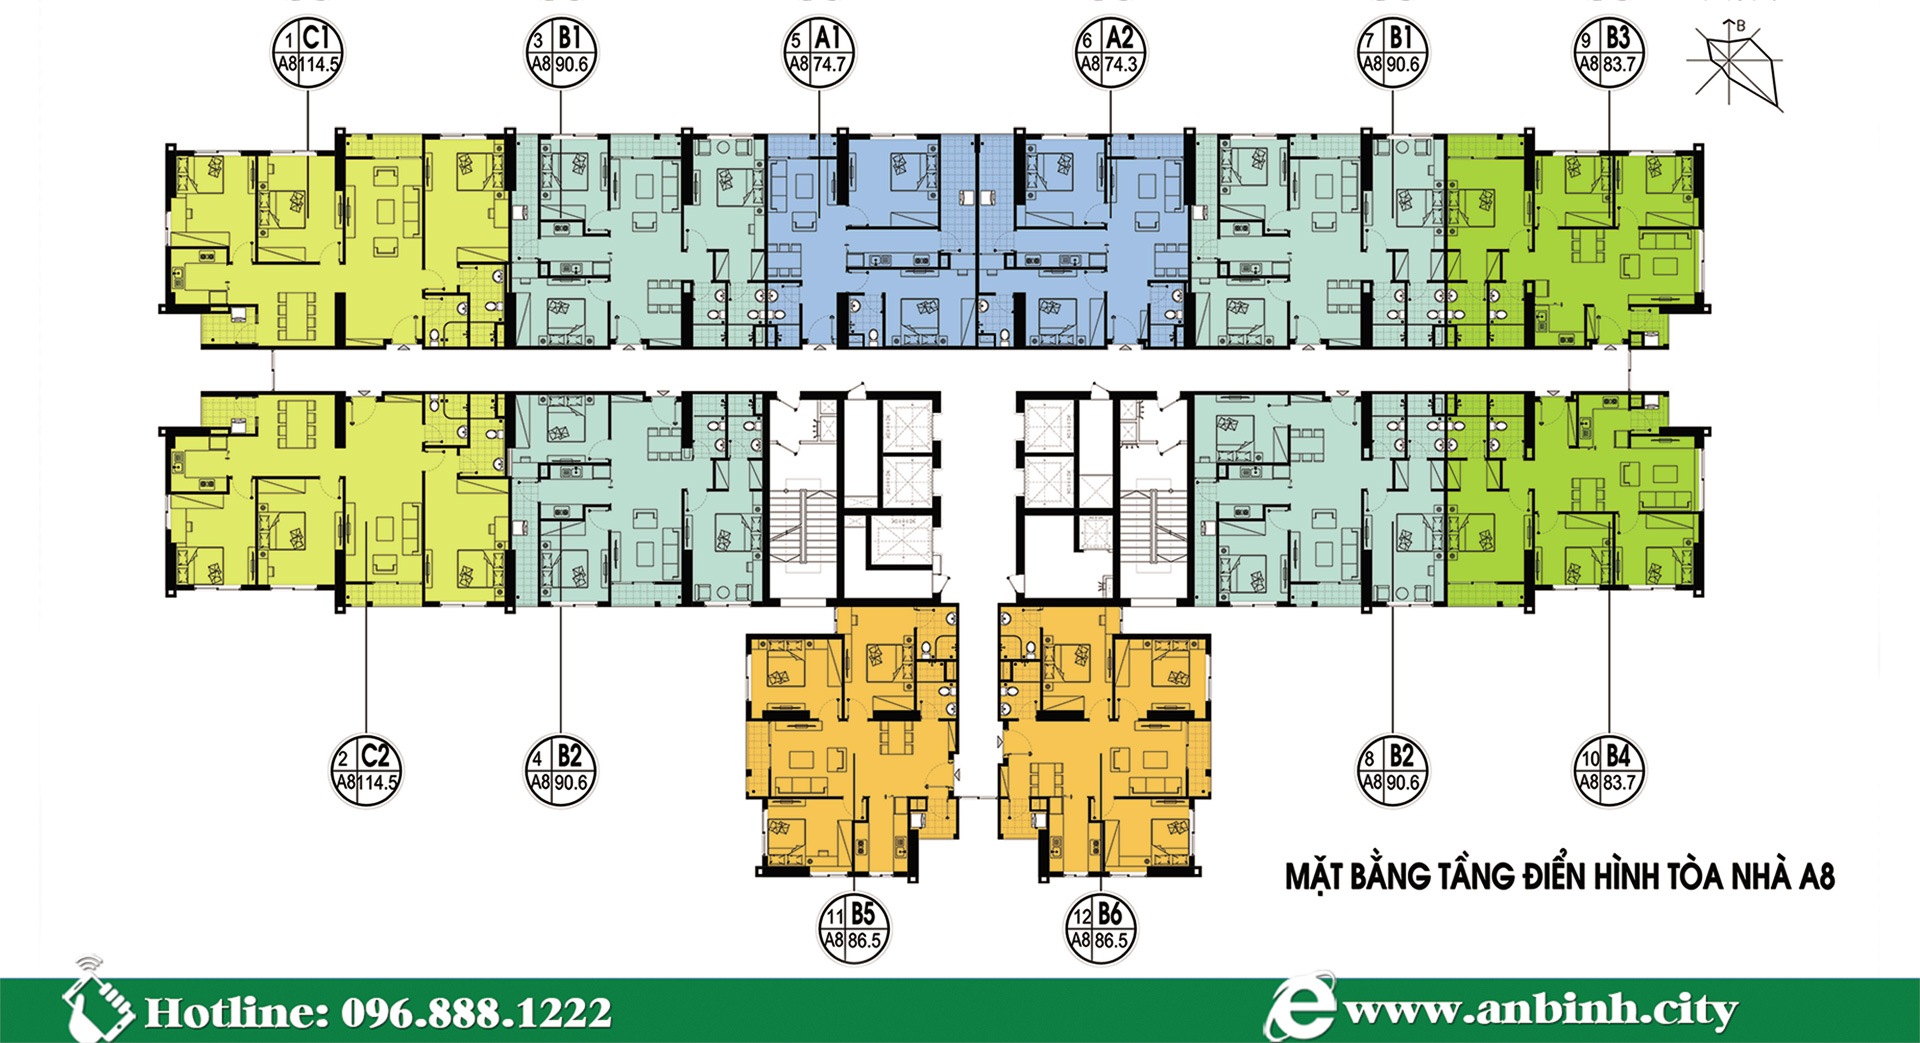 1 C1
A8 114.5
3 B1
A8 90.6
5 A1
A8 74.7
6 A2
A8 74.3
7 B1
A8 90.6
9 B3
A8 83.7
B
2 C2
A8 114.5
4 B2
A8 90.6
8 B2
A8 90.6
10 B4
A8 83.7
MẶT BẰNG TẦNG ĐIỂN HÌNH TÒA NHÀ A8
11 B5
A8 86.5
12 B6
A8 86.5
Hotline: 096.888.1222
www.anbinh.city